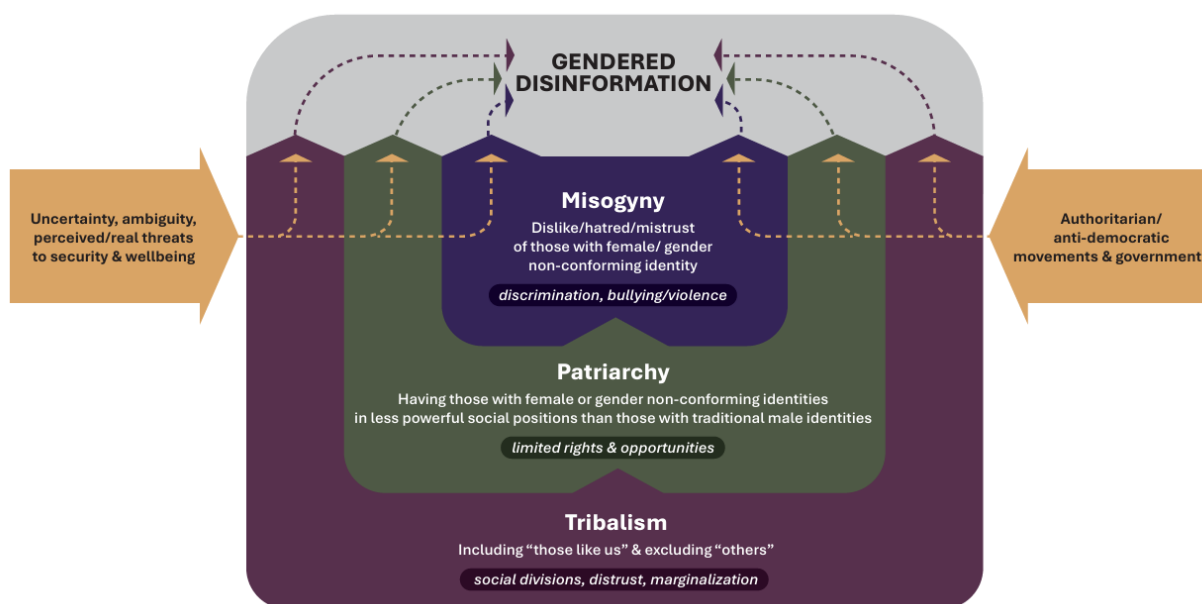 GENDERED
DISINFORMATION
Uncertainty, ambiguity,
perceived/real threats
to security & wellbeing
Misogyny
Dislike/hatred/mistrust
of those with female/ gender
non-conforming identity
discrimination, bullying/violence
Authoritarian/
anti-democratic
movements & government
Patriarchy
Having those with female or gender non-conforming identities
in less powerful social positions than those with traditional male identities
limited rights & opportunities
Tribalism
Including “those like us” & excluding “others”
social divisions, distrust, marginalization